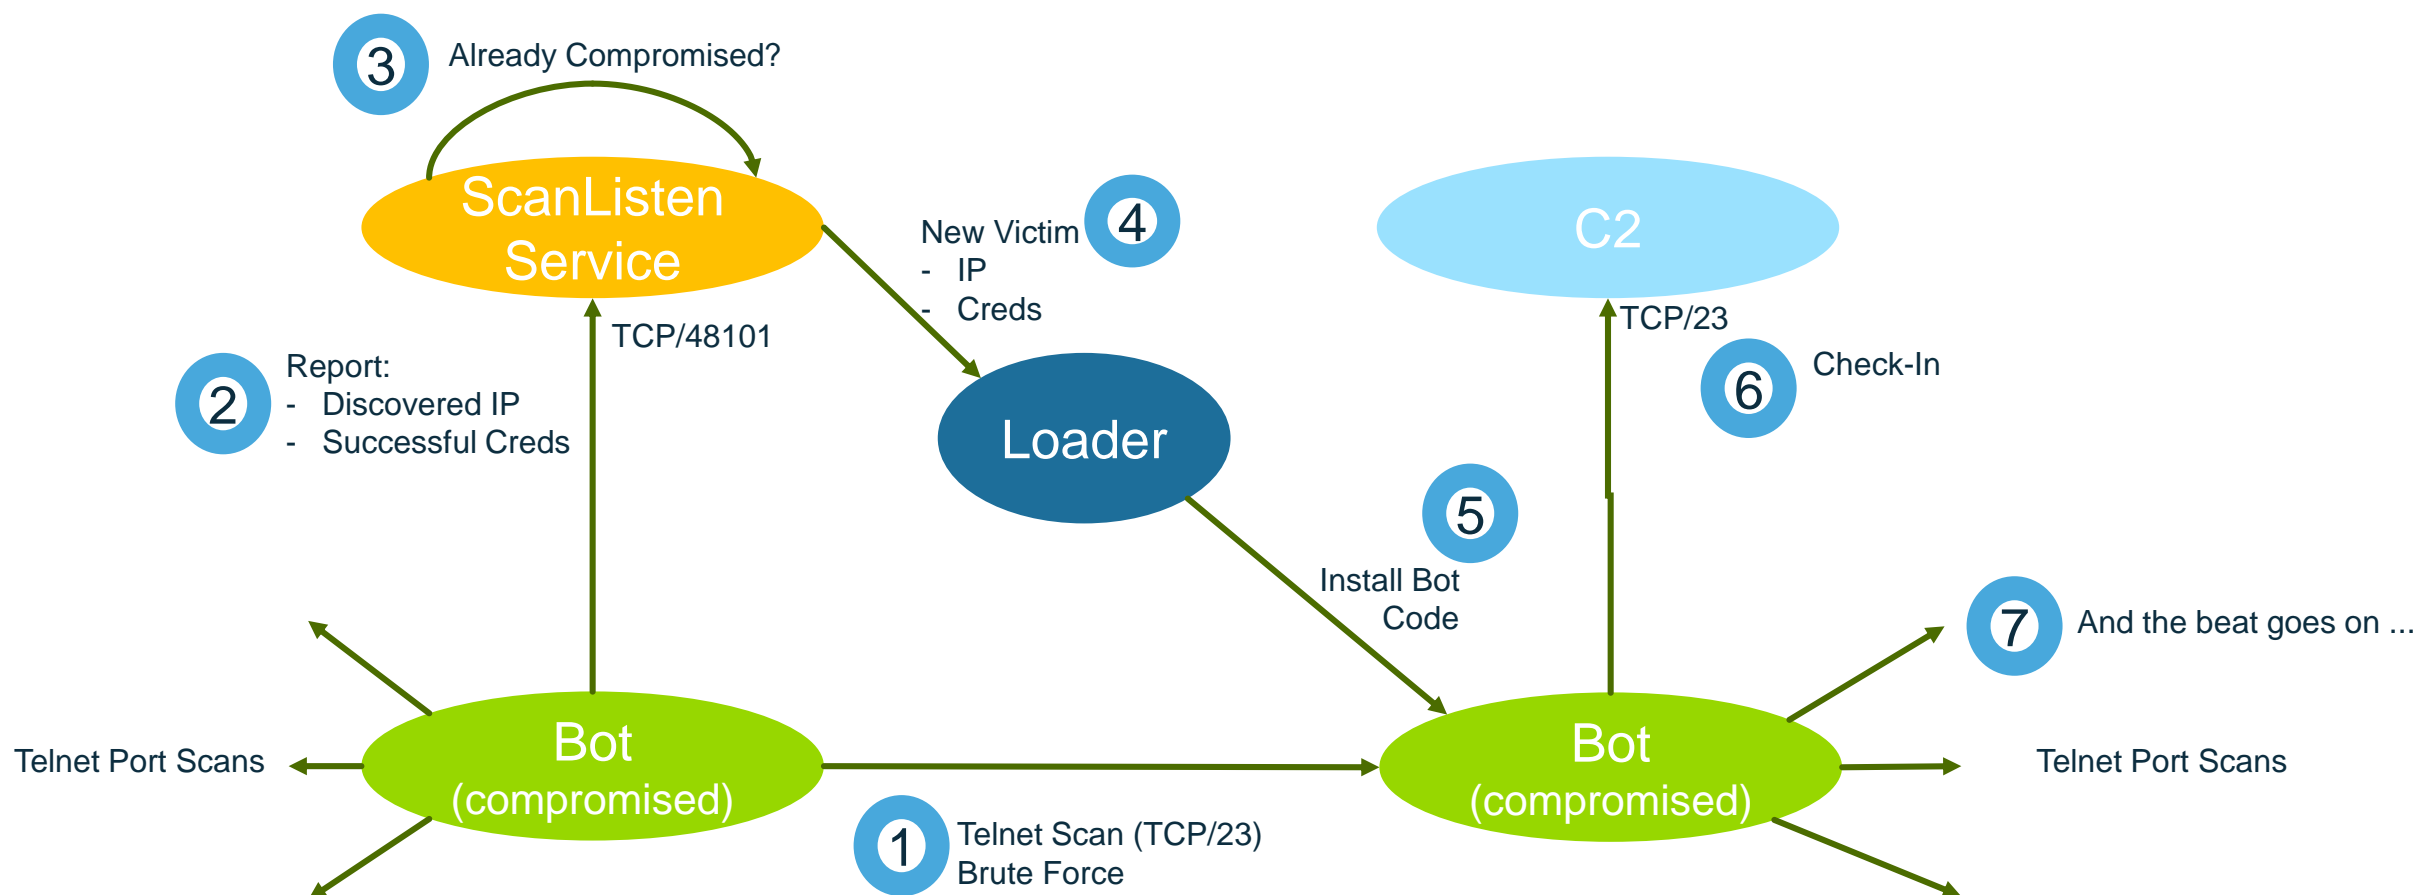 3
Already Compromised?
ScanListen
Service
New Victim
- IP
- Creds
4
C2
TCP/48101
TCP/23
2
Report:
- Discovered IP
- Successful Creds
6
Check-In
Loader
5
Install Bot
Code
7
And the beat goes on ...
Telnet Port Scans
Bot
(compromised)
Bot
(compromised)
Telnet Port Scans
1
Telnet Scan (TCP/23)
Brute Force